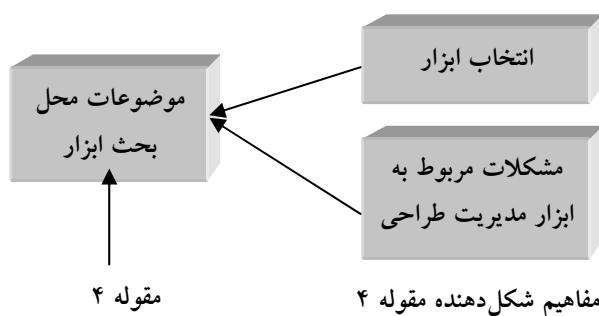 انتخاب ابزار
موضوعات محل
بحث ابزار
مشکلات مربوط به
ابزار مدیریت طراحی
مفاهیم شکل‌دهنده مقوله ۴
مقوله ۴